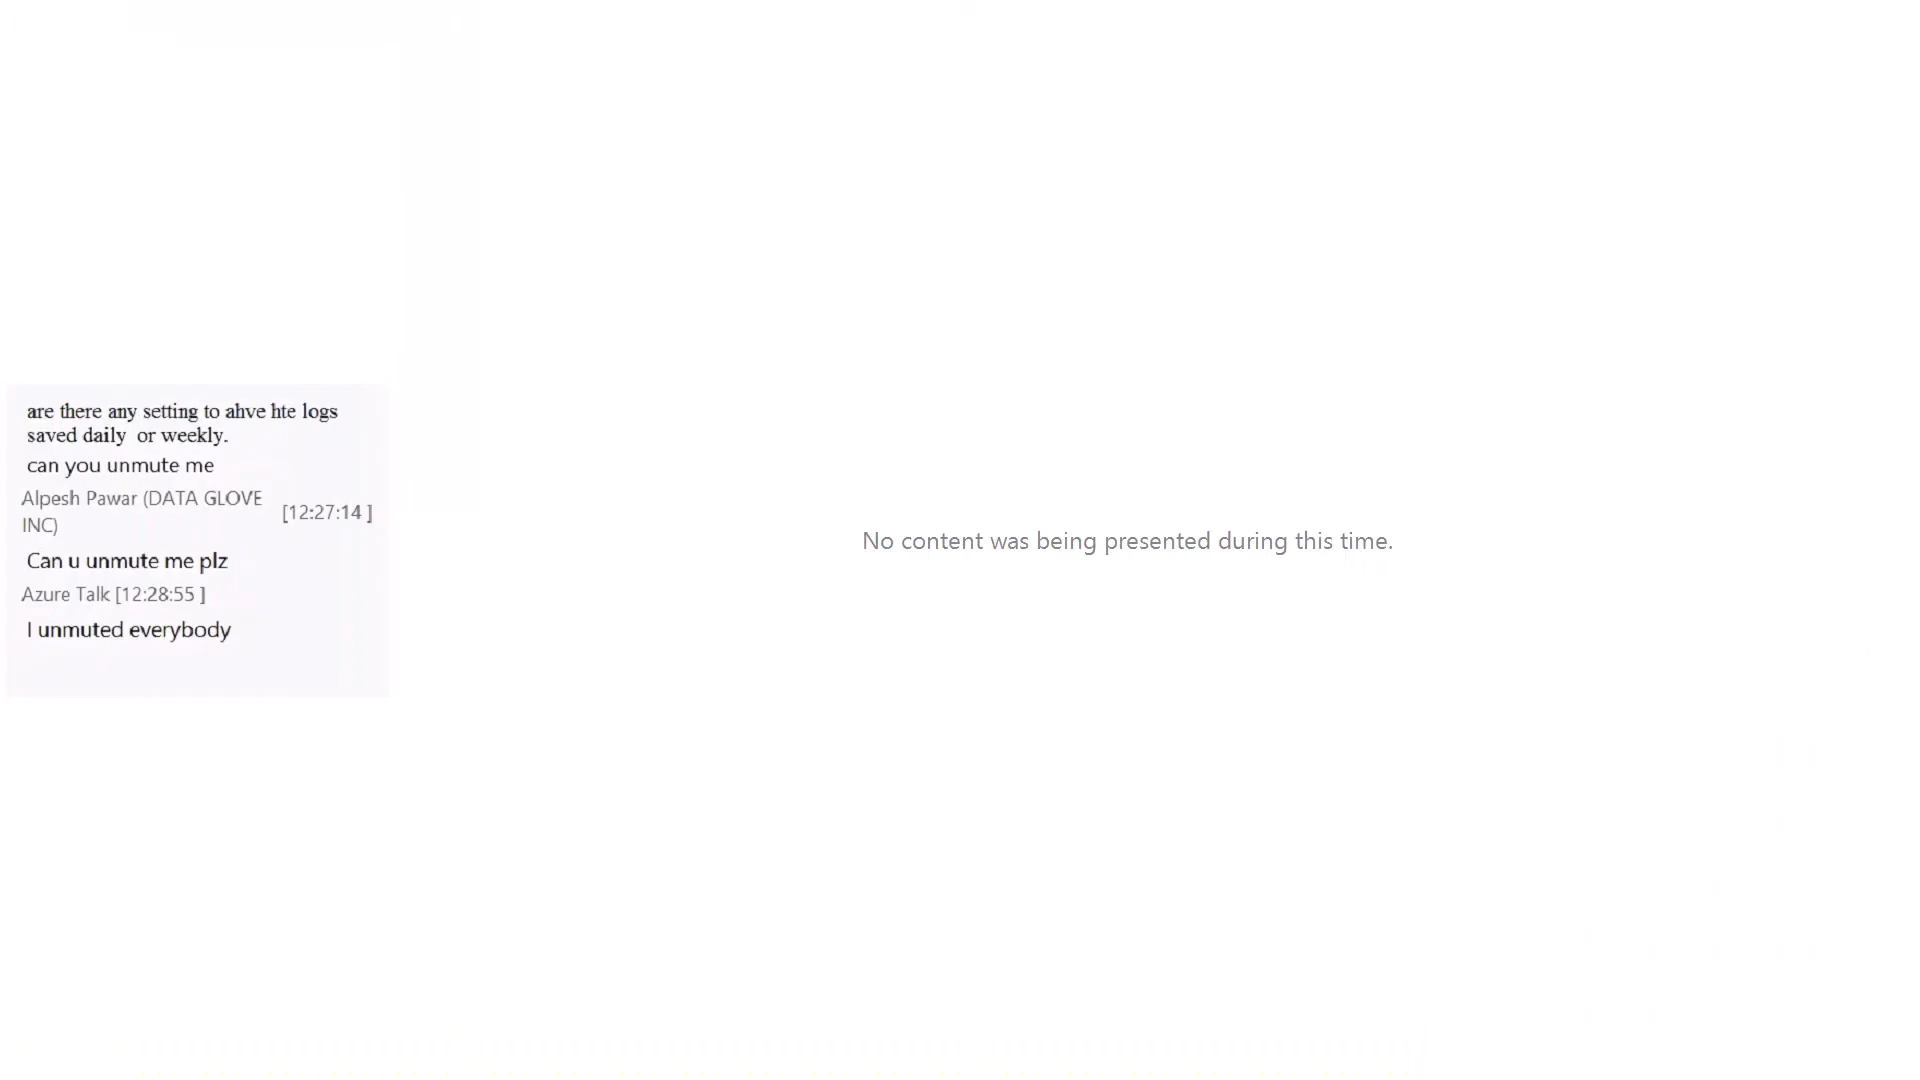 are there any setting to ahve hte logs
saved daily  or weekly.
can you unmute me
Alpesh Pawar (DATA GLOVE
INC)
[12:27:14 ]
Can u unmute me plz
Azure Talk [12:28:55 ]
I unmuted everybody
No content was being presented during this time.